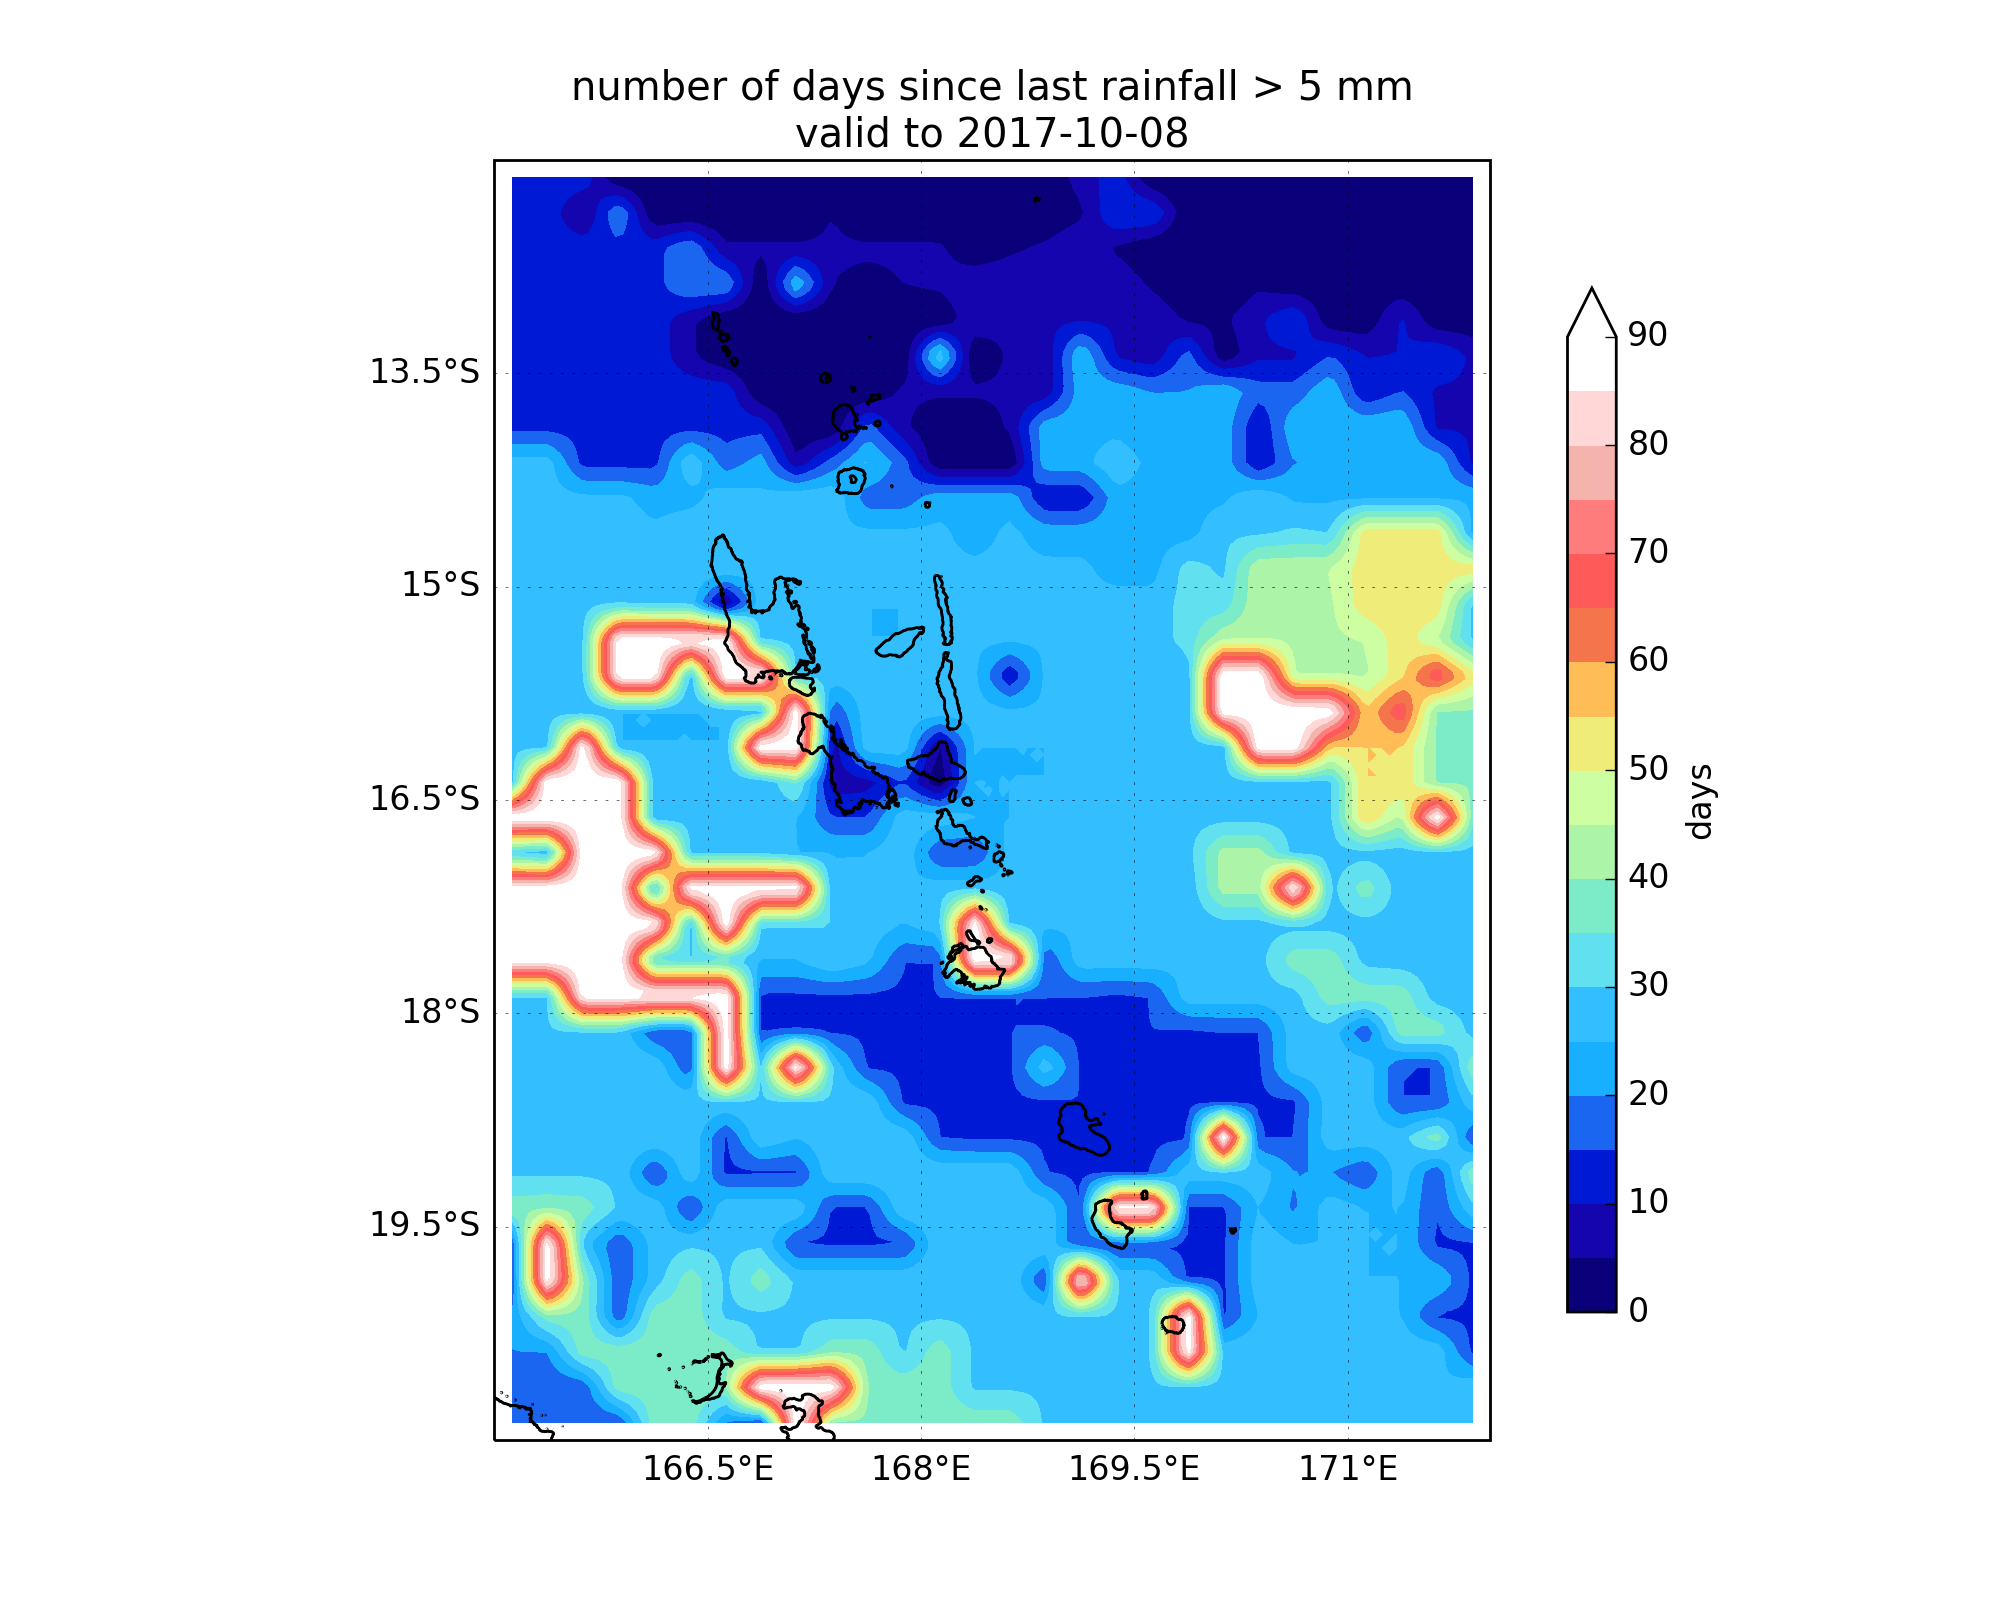 number of days since last rainfall > 5 mm
valid to 2017-10-08
13.5°S
15°S
16.5°S
18°S
19.5°S
166.5°E
168°E
169.5°E
171°E
90
80
70
60
50
40
30
20
10
0
days